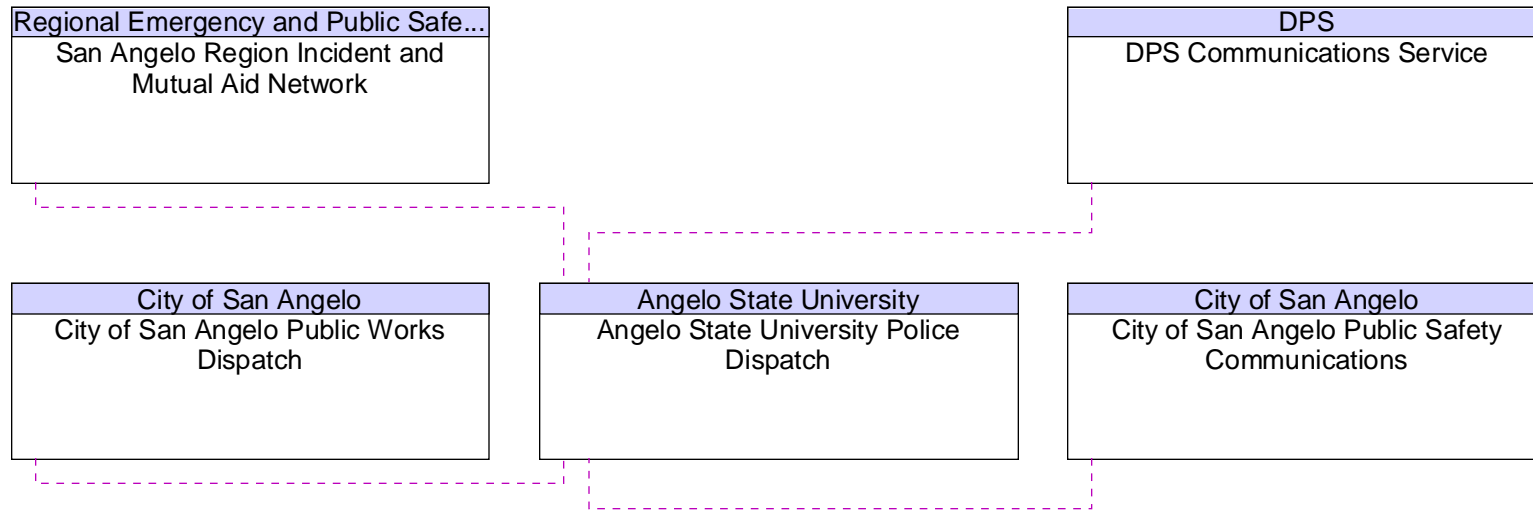 Regional Emergency and Public Safe...
San Angelo Region Incident and
Mutual Aid Network
DPS
DPS Communications Service
City of San Angelo
City of San Angelo Public Works
Dispatch
Angelo State University
Angelo State University Police
Dispatch
City of San Angelo
City of San Angelo Public Safety
Communications